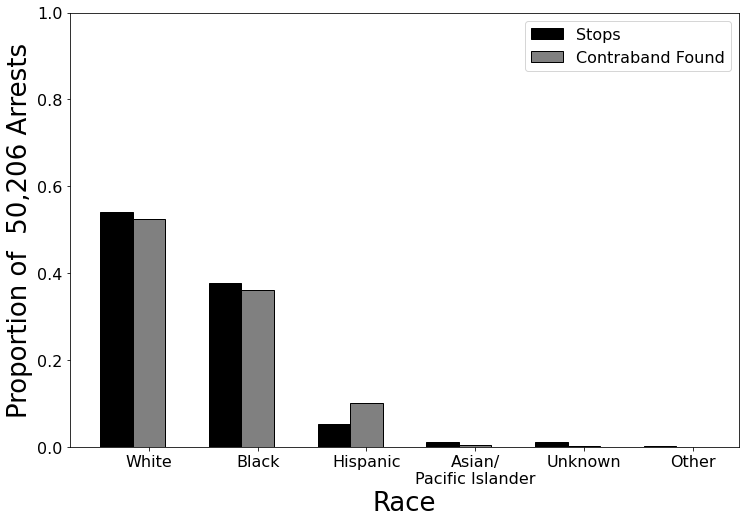 1.0
Stops
Contraband Found
0.8
0.6
0.4
0.2
0.0
Proportion of  50,206 Arrests
White
Black
Hispanic
Asian/
Pacific Islander
Unknown
Other
Race